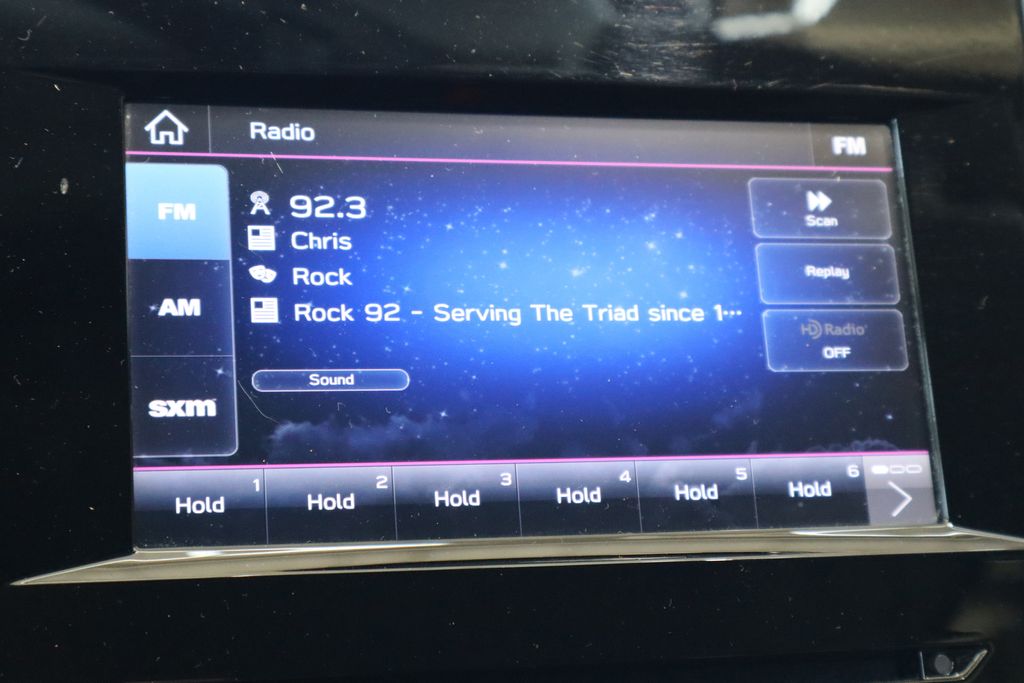 Radio
FM
FM
AM
sxm
92.3
Chris
Rock
Rock 92 - Serving The Triad since 1...
Sound
Scan
Replay
HD Radio
OFF
1 Hold
2 Hold
3 Hold
4 Hold
5 Hold
6 Hold